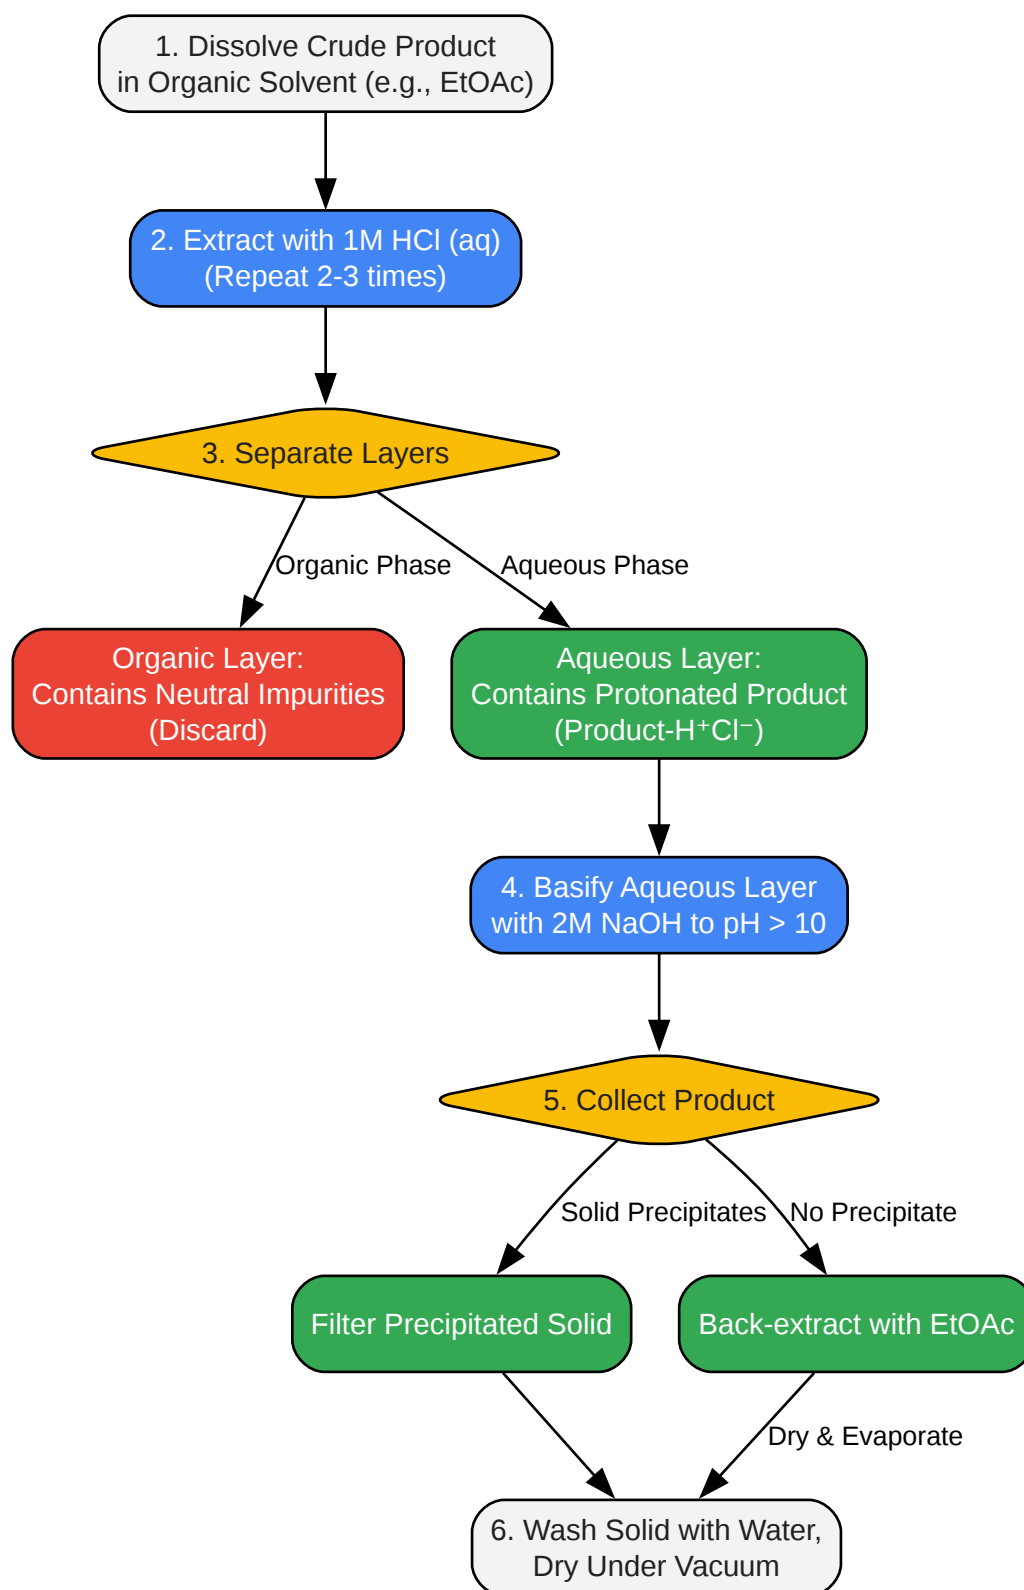 1. Dissolve Crude Product
in Organic Solvent (e.g., EtOAc)
2. Extract with 1M HCl (aq)
(Repeat 2-3 times)
3. Separate Layers
Organic Phase
Aqueous Phase
Organic Layer:
Contains Neutral Impurities
(Discard)
Aqueous Layer:
Contains Protonated Product
(Product-H⁺Cl⁻)
4. Basify Aqueous Layer
with 2M NaOH to pH > 10
5. Collect Product
Solid Precipitates
No Precipitate
Filter Precipitated Solid
Back-extract with EtOAc
Dry & Evaporate
6. Wash Solid with Water,
Dry Under Vacuum